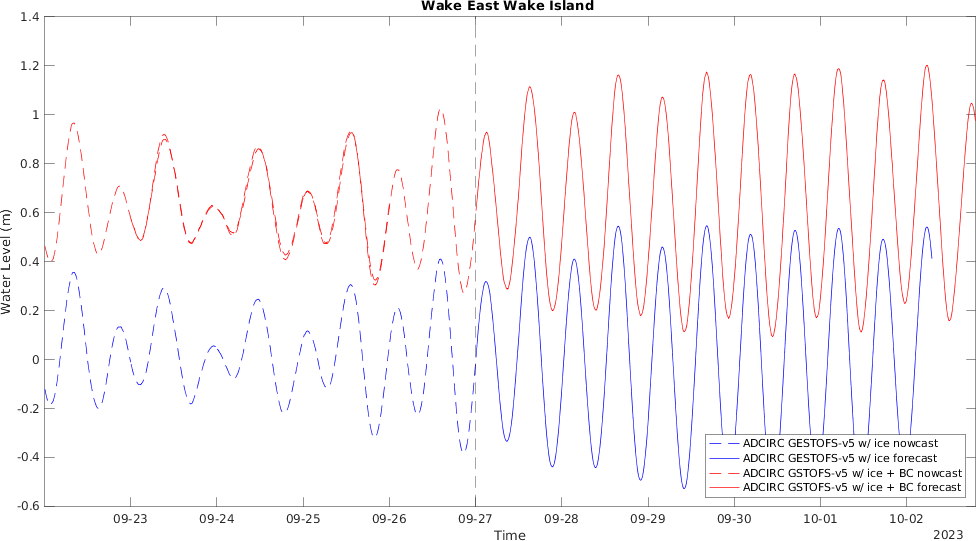 Wake East Wake Island
1.4
1.2
1
0.8
0.6
0.4
0.2
0
-0.2
-0.4
-0.6
Water Level (m)
ADCIRC GESTOFS-v5 w/ ice nowcast
ADCIRC GESTOFS-v5 w/ ice forecast
ADCIRC GSTOFS-v5 w/ ice + BC nowcast
ADCIRC GSTOFS-v5 w/ ice + BC forecast
09-23 09-24 09-25 09-26 09-27 09-28 09-29 09-30 10-01 10-02
Time
2023